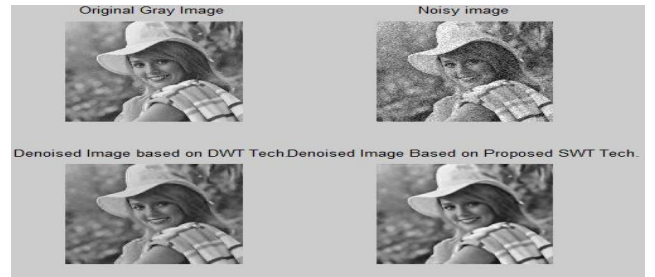 Original Gray Image
Noisy image
Denoised Image based on DWT Tech.
Denoised Image Based on Proposed SWT Tech.